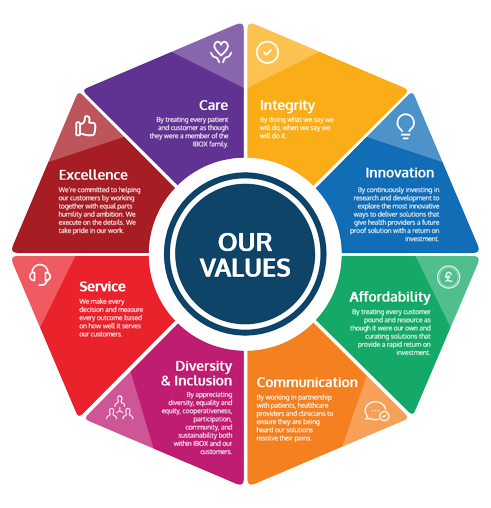 OUR
VALUES
Care
By treating every patient
and customer as though
they were a member of the
IBOX family.
Integrity
By doing what we say we
will do, when we say we
will do it.
Innovation
By continuously investing in
research and development to
explore the most innovative
ways to deliver solutions that
give health providers a future
proof solution with a return on
investment.
Affordability
By treating every customer
pound and resource as
though it were our own and
curating solutions that
provide a rapid return on
investment.
Communication
By working in partnership
with patients, healthcare
providers and clinicians to
ensure they are being
heard our solutions
resolve their pains.
Diversity
& Inclusion
By appreciating
diversity, equality and
equity, cooperativeness,
participation,
community, and
sustainability both
within IBOX and our
customers.
Service
We make every
decision and measure
every outcome based
on how well it serves
our customers.
Excellence
We're committed to helping
our customers by working
together with equal parts
humility and ambition. We
execute on the details. We
take pride in our work.
£